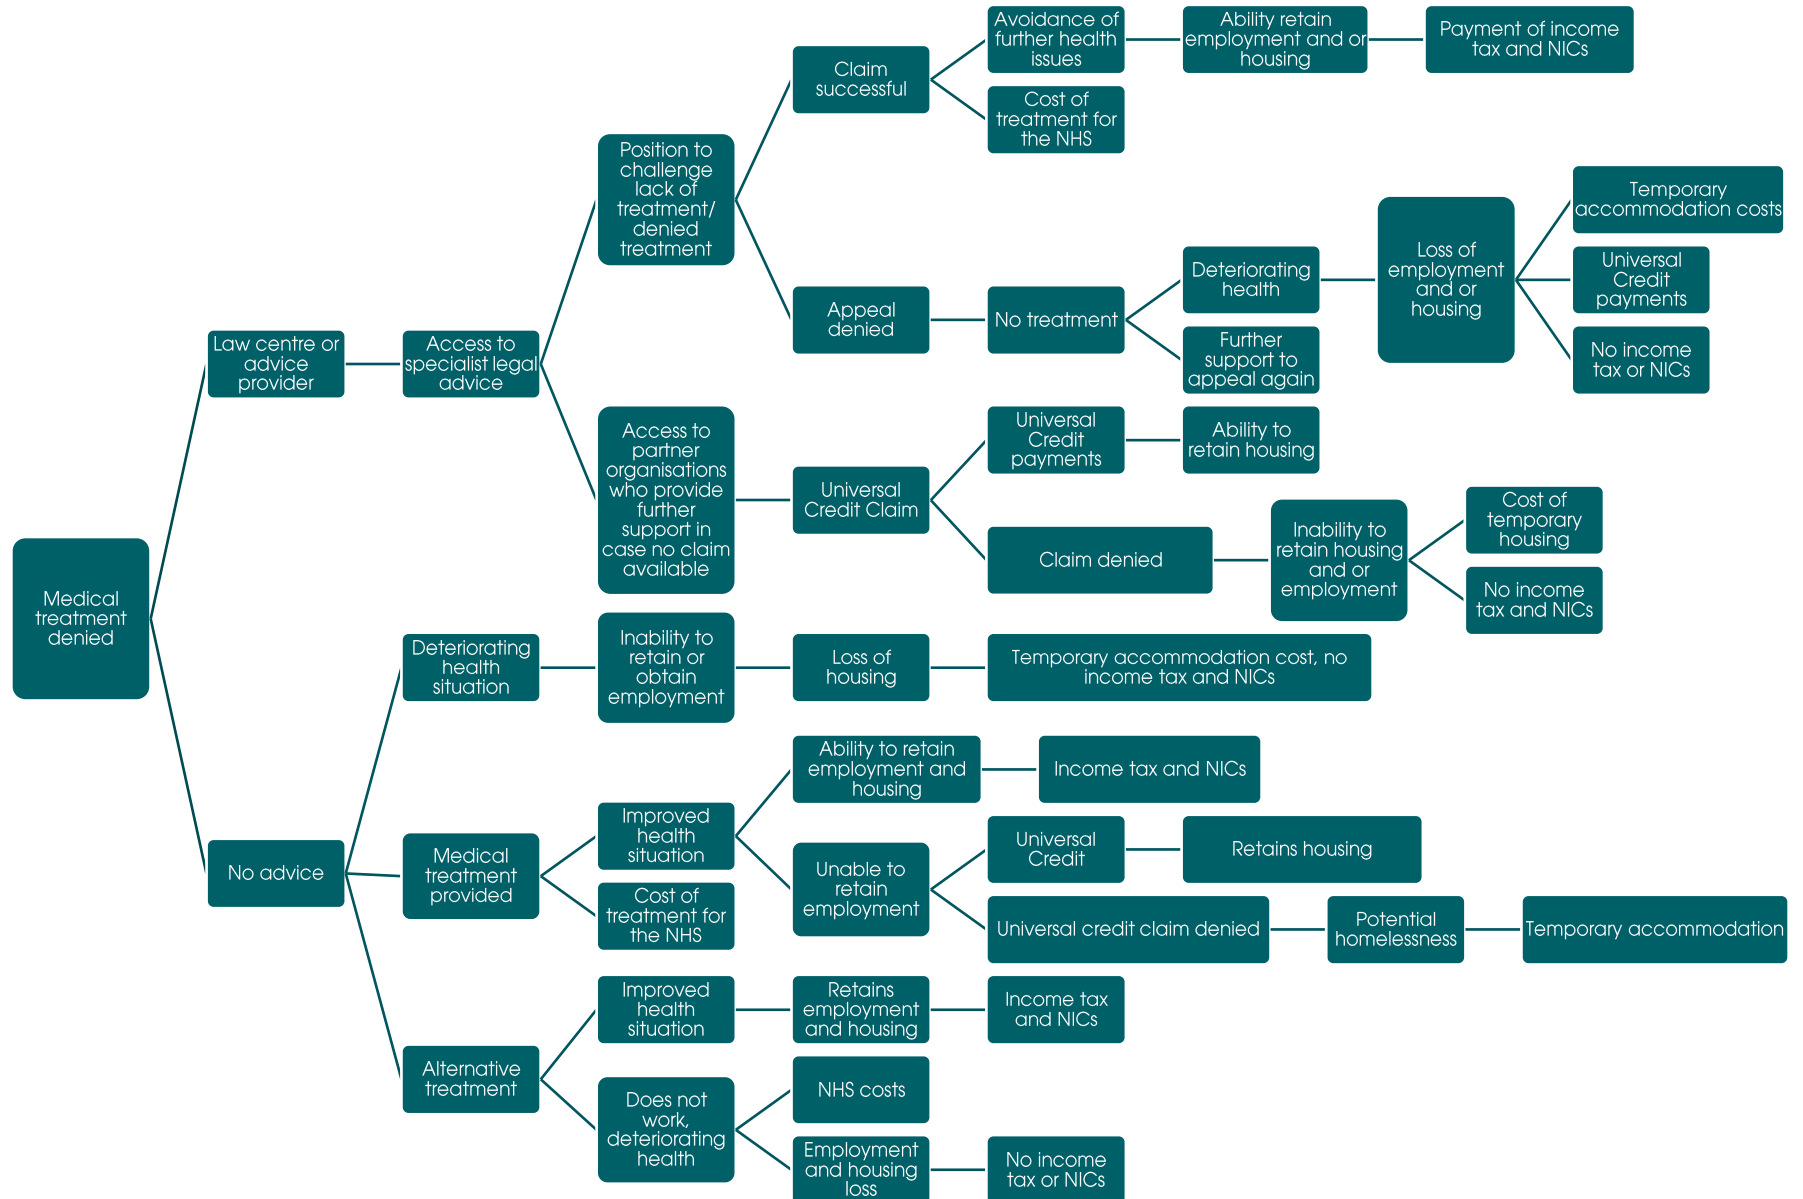 Medical
treatment
denied
Law centre or
advice
provider
Access to
specialist legal
advice
Position to
challenge
lack of
treatment/
denied
treatment
Claim
successful
Avoidance of
further health
issues
Ability retain
employment and or
housing
Payment of income
tax and NICs
Cost of
treatment for
the NHS
Appeal
denied
No treatment
Deteriorating
health
Loss of
employment
and or
housing
Temporary
accommodation costs
Universal
Credit
payments
No income
tax or NICs
Further
support to
appeal again
Access to
partner
organisations
who provide
further
support in
case no claim
available
Universal
Credit Claim
Universal
Credit
payments
Ability to
retain housing
Claim denied
Inability to
retain housing
and or
employment
Cost of
temporary
housing
No income
tax and NICs
No advice
Deteriorating
health
situation
Inability to
retain or
obtain
employment
Loss of
housing
Temporary accommodation cost, no
income tax and NICs
Medical
treatment
provided
Improved
health
situation
Ability to retain
employment and
housing
Income tax and NICs
Unable to
retain
employment
Universal
Credit
Retains housing
Universal credit claim denied
Potential
homelessness
Temporary accommodation
Cost of
treatment for
the NHS
Alternative
treatment
Improved
health
situation
Retains
employment
and housing
Income tax
and NICs
Does not
work,
deteriorating
health
NHS costs
Employment
and housing
loss
No income
tax or NICs